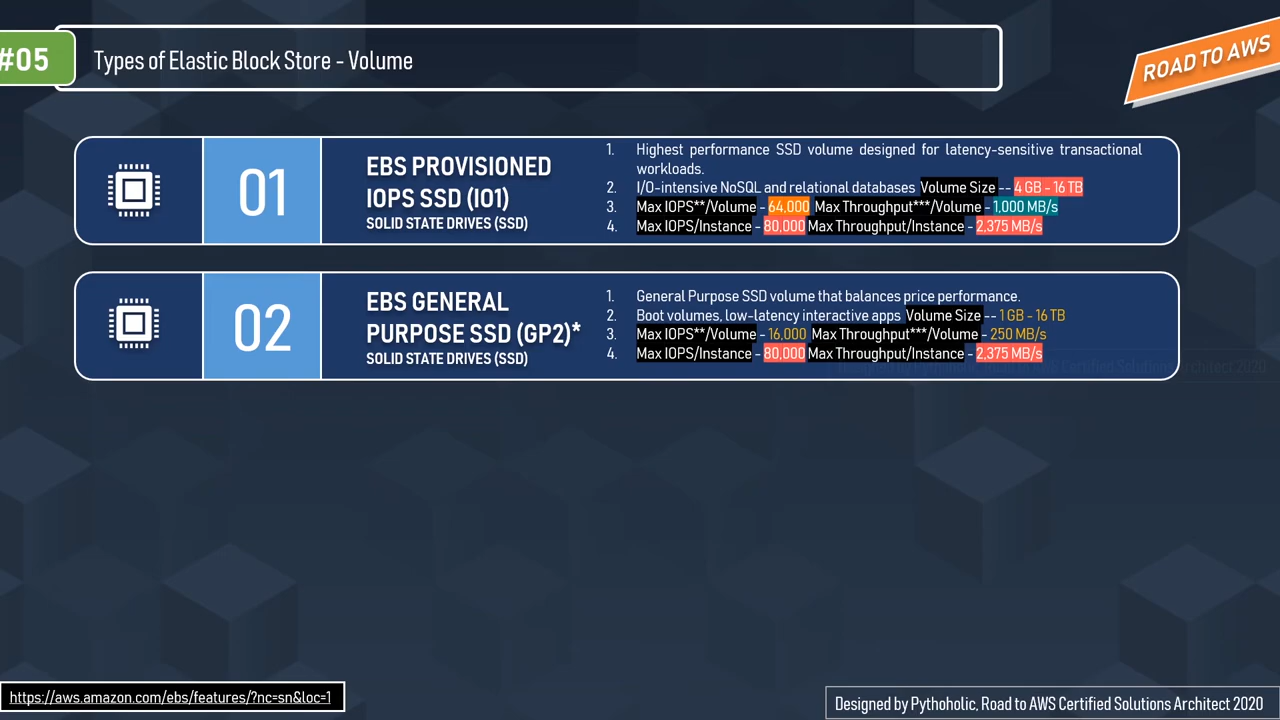 #05
Types of Elastic Block Store - Volume
ROAD TO AWS
01
EBS PROVISIONED
IOPS SSD (IO1)
SOLID STATE DRIVES (SSD)
1. Highest performance SSD volume designed for latency-sensitive transactional
workloads.
2. I/O-intensive NoSQL and relational databases Volume Size -- 4 GB - 16 TB
3. Max IOPS**/Volume - 64,000 Max Throughput***/Volume - 1,000 MB/s
4. Max IOPS/Instance - 80,000 Max Throughput/Instance - 2,375 MB/s
02
EBS GENERAL
PURPOSE SSD (GP2)*
SOLID STATE DRIVES (SSD)
1. General Purpose SSD volume that balances price performance.
2. Boot volumes, low-latency interactive apps Volume Size -- 1 GB - 16 TB
3. Max IOPS**/Volume - 16,000 Max Throughput***/Volume - 250 MB/s
4. Max IOPS/Instance - 80,000 Max Throughput/Instance - 2,375 MB/s
https://aws.amazon.com/ebs/features/?nc=sn&loc=1
Designed by Pythoholic, Road to AWS Certified Solutions Architect 2020